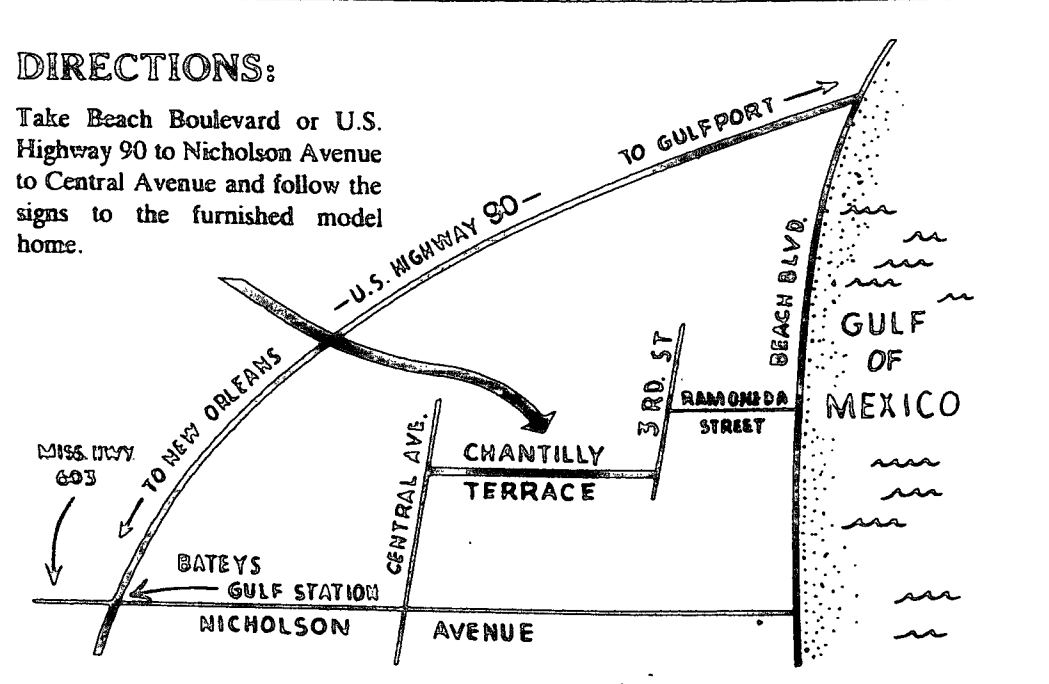 DIRECTIONS:
Take Beach Boulevard or U.S.
Highway 90 to Nicholson Avenue
to Central Avenue and follow the
signs to the furnished model
home.
TO GULFPORT
—U.S. HIGHWAY 90—
BEACH BLVD.
GULF
OF
MEXICO
TO NEW ORLEANS
3RD. ST
RAMONEDA
STREET
MISS. HWY.
603
CENTRAL AVE.
CHANTILLY
TERRACE
BATEYS
GULF STATION
NICHOLSON AVENUE